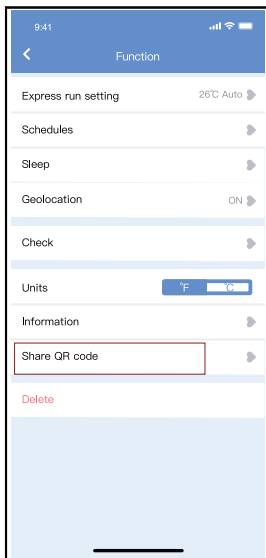 9:41
Function
Express run setting 26℃ Auto
Schedules
Sleep
Geolocation ON
Check
Units °F ℃
Information
Share QR code
Delete